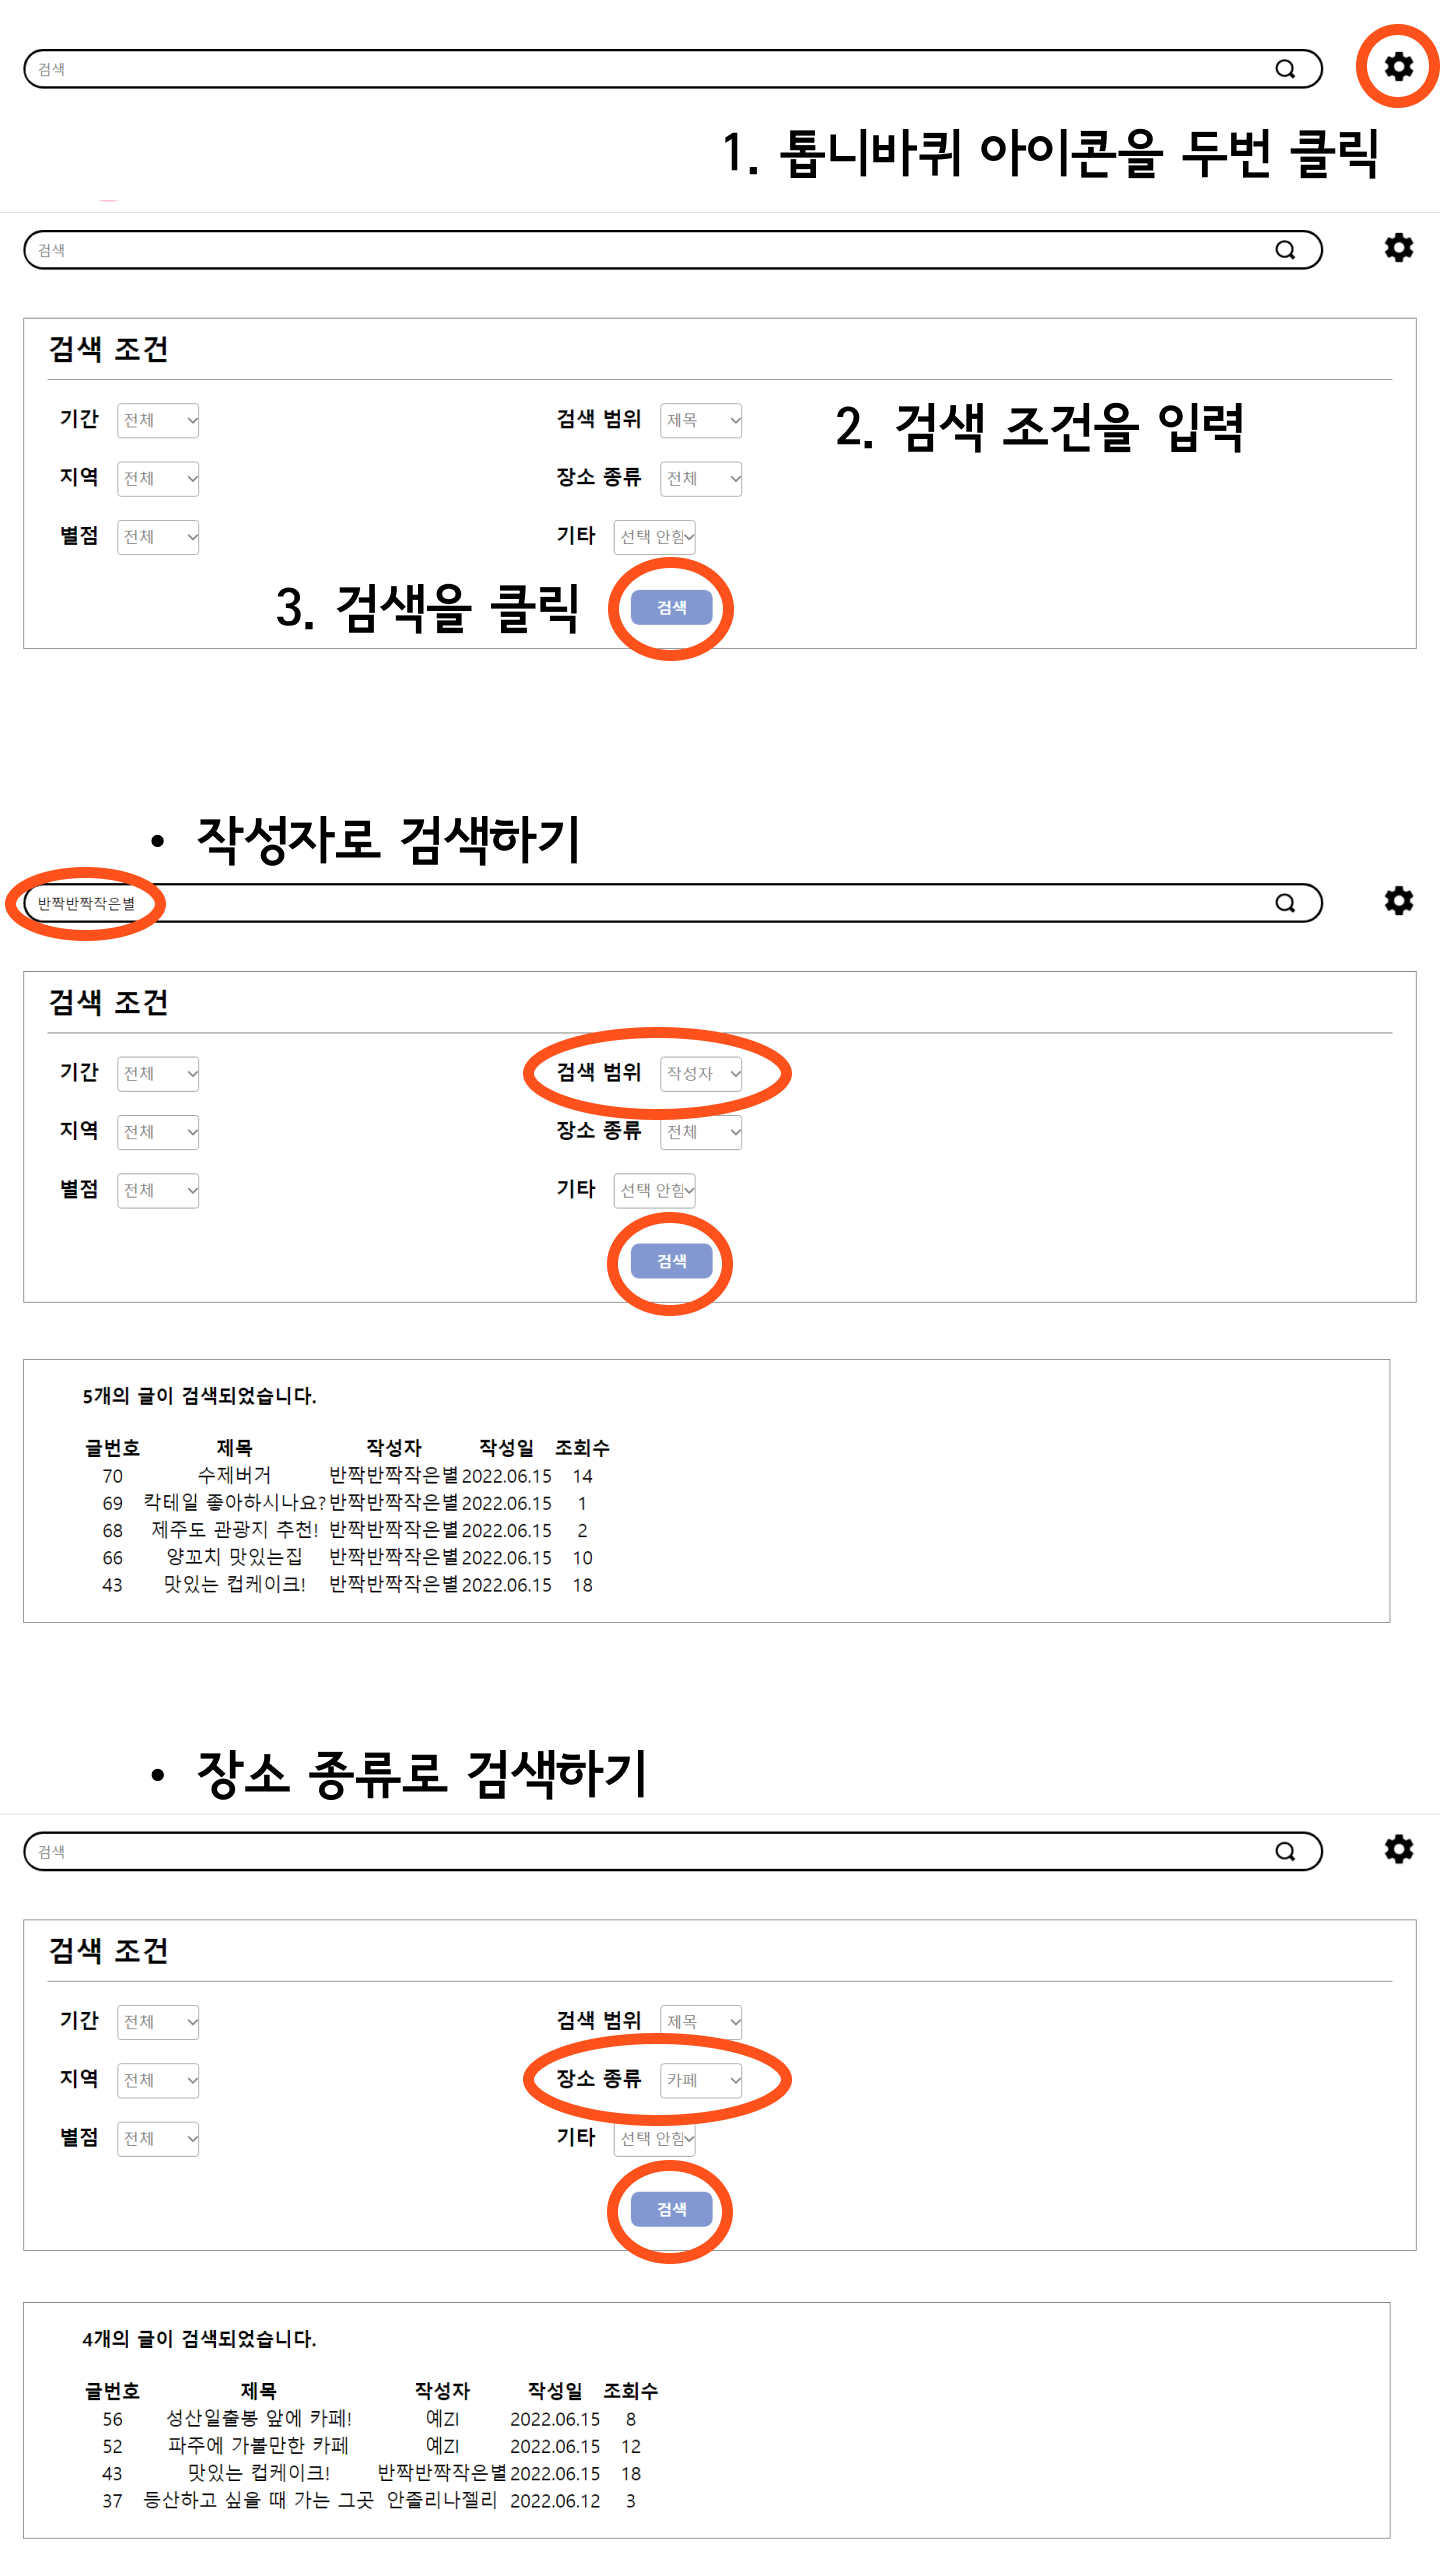 검색
1. 톱니바퀴 아이콘을 두번 클릭
검색
검색 조건
기간 전체 검색 범위 제목 2. 검색 조건을 입력
지역 전체 장소 종류 전체
별점 전체 기타 선택 안함
3. 검색을 클릭 검색
• 작성자로 검색하기
반짝반짝작은별
검색 조건
기간 전체 검색 범위 작성자
지역 전체 장소 종류 전체
별점 전체 기타 선택 안함
검색
5개의 글이 검색되었습니다.
글번호 제목 작성자 작성일 조회수
70 수제버거 반짝반짝작은별 2022.06.15 14
69 칵테일 좋아하시나요? 반짝반짝작은별 2022.06.15 1
68 제주도 관광지 추천! 반짝반짝작은별 2022.06.15 2
66 양꼬치 맛있는집 반짝반짝작은별 2022.06.15 10
43 맛있는 컵케이크! 반짝반짝작은별 2022.06.15 18
• 장소 종류로 검색하기
검색
검색 조건
기간 전체 검색 범위 제목
지역 전체 장소 종류 카페
별점 전체 기타 선택 안함
검색
4개의 글이 검색되었습니다.
글번호 제목 작성자 작성일 조회수
56 성산일출봉 앞에 카페! 예ZI 2022.06.15 8
52 파주에 가볼만한 카페 예ZI 2022.06.15 12
43 맛있는 컵케이크! 반짝반짝작은별 2022.06.15 18
37 등산하고 싶을 때 가는 그곳 안졸리나젤리 2022.06.12 3